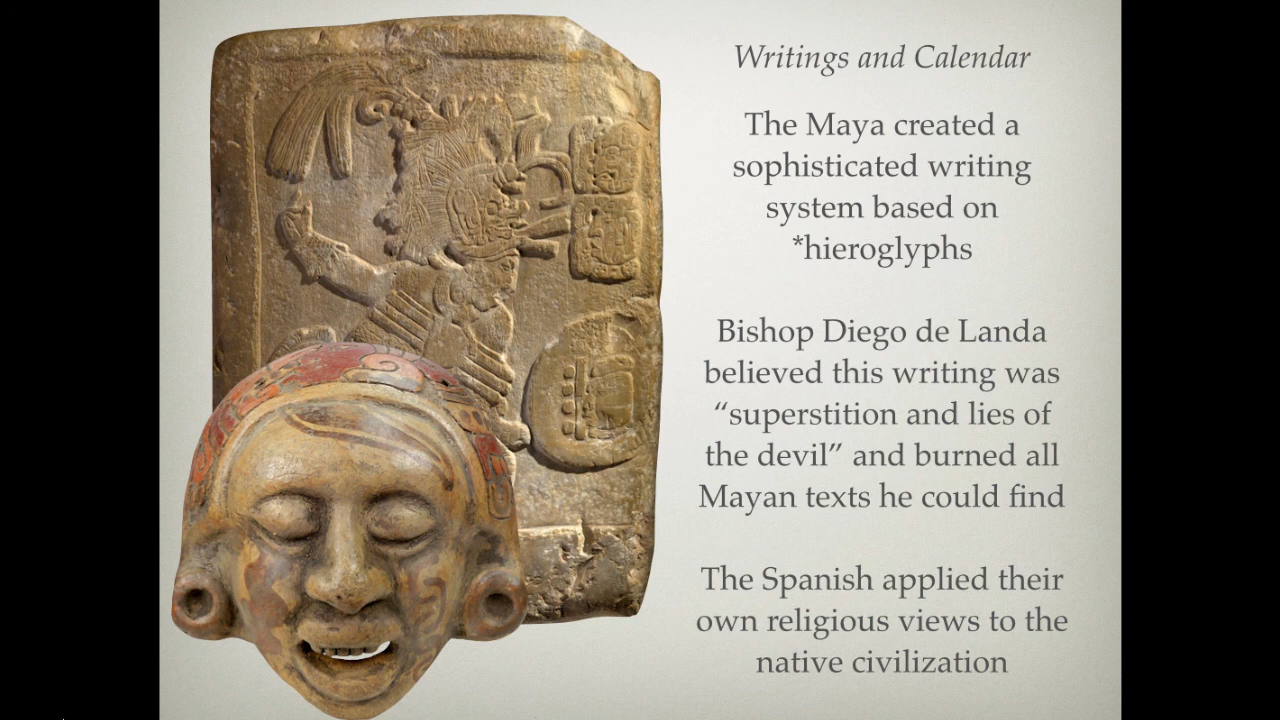 Writings and Calendar
The Maya created a
sophisticated writing
system based on
*hieroglyphs
Bishop Diego de Landa
believed this writing was
“superstition and lies of
the devil” and burned all
Mayan texts he could find
The Spanish applied their
own religious views to the
native civilization